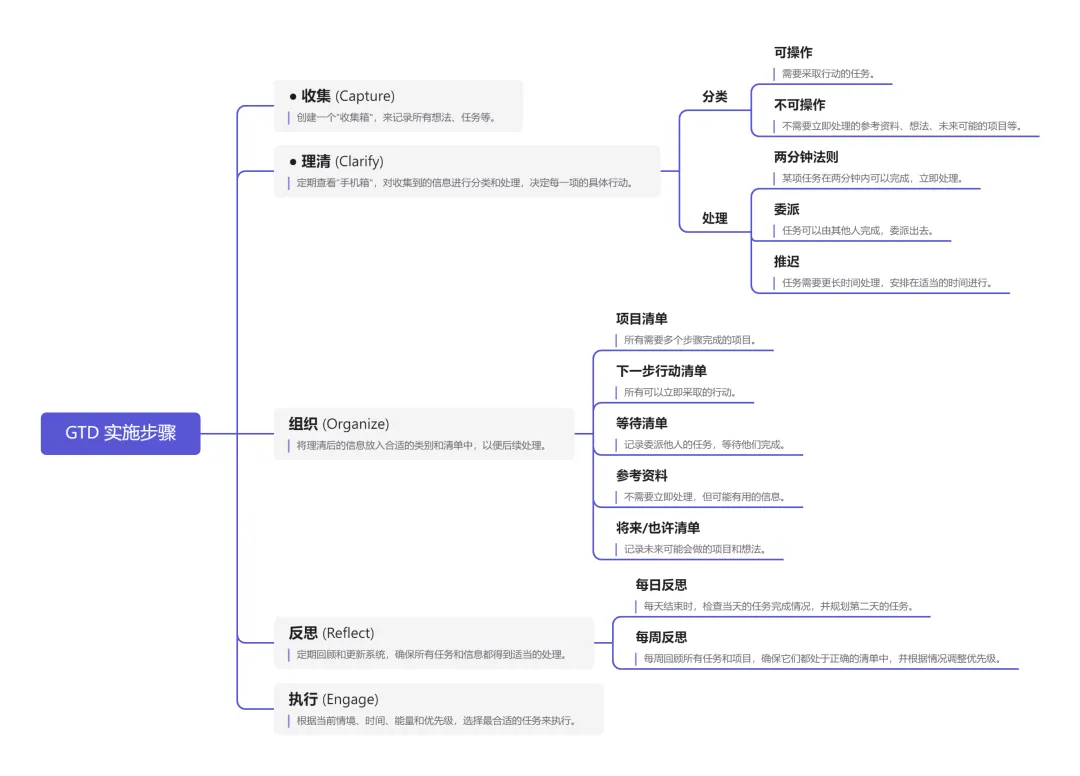 GTD 实施步骤
● 收集 (Capture)
创建一个“收集箱”，来记录所有想法、任务等。
● 理清 (Clarify)
定期查看“手机箱”，对收集到的信息进行分类和处理，决定每一项的具体行动。
分类
可操作
需要采取行动的任务。
不可操作
不需要立即处理的参考资料、想法、未来可能的项目等。
处理
两分钟法则
某项任务在两分钟内可以完成，立即处理。
委派
任务可以由其他人完成，委派出去。
推迟
任务需要更长时间处理，安排在适当的时间进行。
组织 (Organize)
将理清后的信息放入合适的类别和清单中，以便后续处理。
项目清单
所有需要多个步骤完成的项目。
下一步行动清单
所有可以立即采取的行动。
等待清单
记录委派他人的任务，等待他们完成。
参考资料
不需要立即处理，但可能有用的信息。
将来/也许清单
记录未来可能会做的项目和想法。
反思 (Reflect)
定期回顾和更新系统，确保所有任务和信息都得到适当的处理。
每日反思
每天结束时，检查当天的任务完成情况，并规划第二天的任务。
每周反思
每周回顾所有任务和项目，确保它们都处于正确的清单中，并根据情况调整优先级。
执行 (Engage)
根据当前情境、时间、能量和优先级，选择最合适的任务来执行。